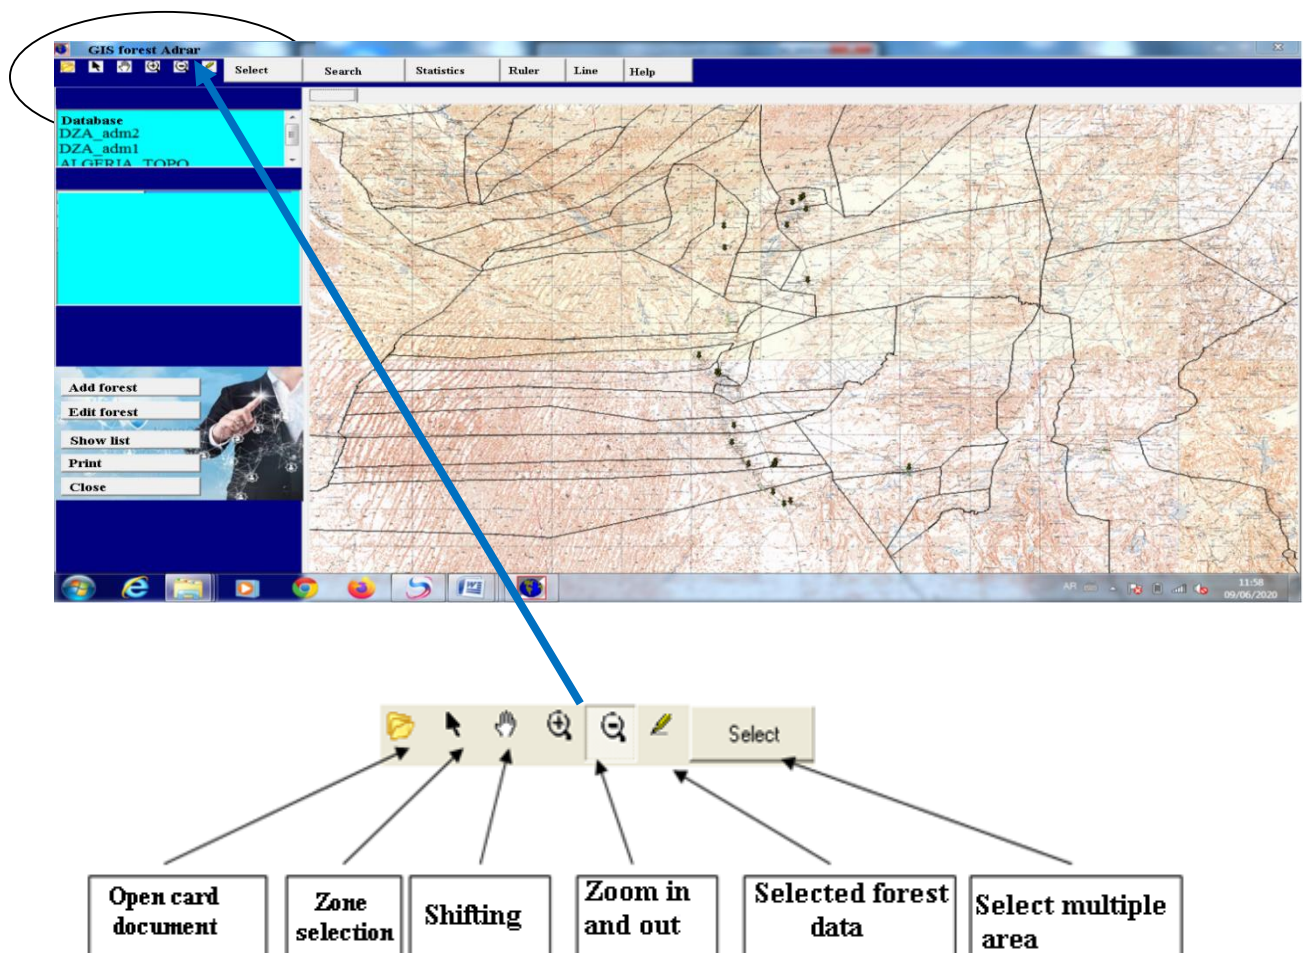 GIS forest Adrar
Select
Search
Statistics
Ruler
Line
Help
Database
DZA_adm2
DZA_adm1
ALGERIA_TOPO
Add forest
Edit forest
Show list
Print
Close
AR
11:58
09/06/2020
Select
Open card
document
Zone
selection
Shifting
Zoom in
and out
Selected forest
data
Select multiple
area